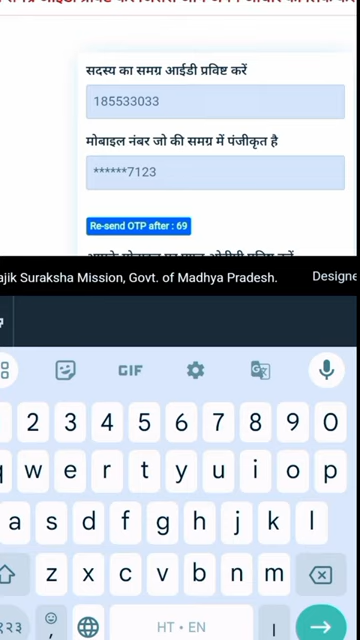 सदस्य का समग्र आईडी प्रविष्ट करें
185533033
मोबाइल नंबर जो की समग्र में पंजीकृत है
******7123
Re-send OTP after : 69
ajik Suraksha Mission, Govt. of Madhya Pradesh. Designe
GIF
2 3 4 5 6 7 8 9 0
q w e r t y u i o p
a s d f g h j k l
z x c v b n m
?१२३ , HT • EN ।